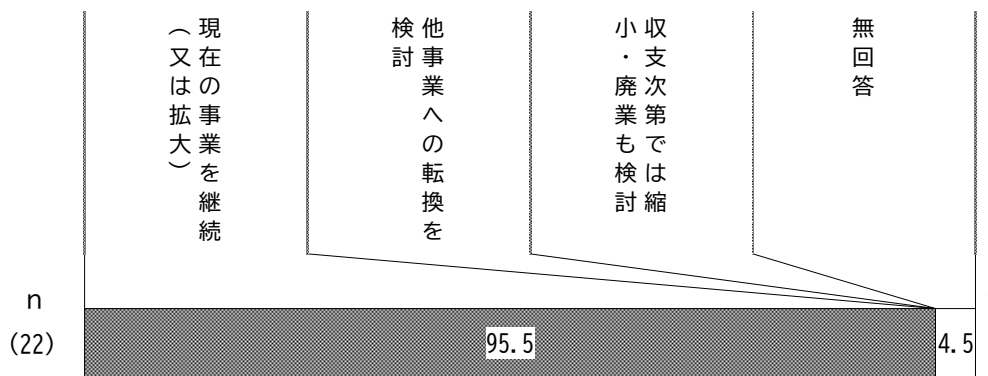 現在の事業を継続
（又は拡大）
他事業への転換を
検討
収支次第では縮
小・廃業も検討
無回答
n
(22)
95.5
4.5